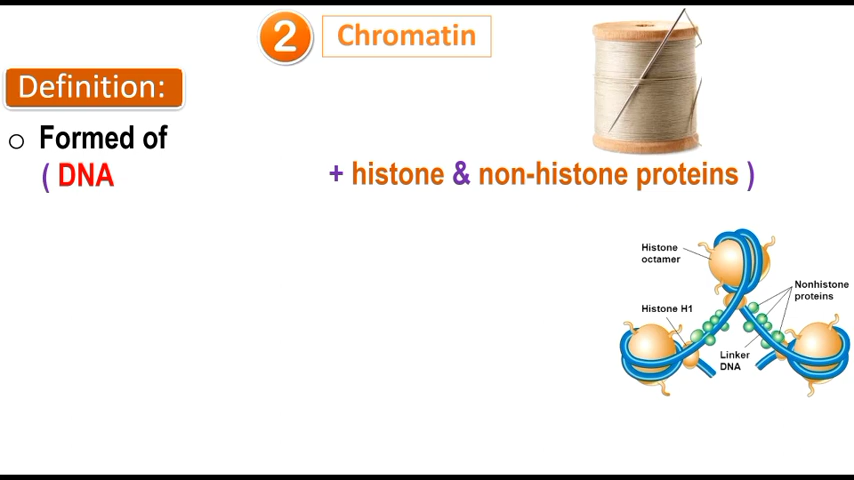 2 Chromatin
Definition:
○ Formed of
( DNA + histone & non-histone proteins )
Histone
octamer
Nonhistone
proteins
Histone H1
Linker
DNA